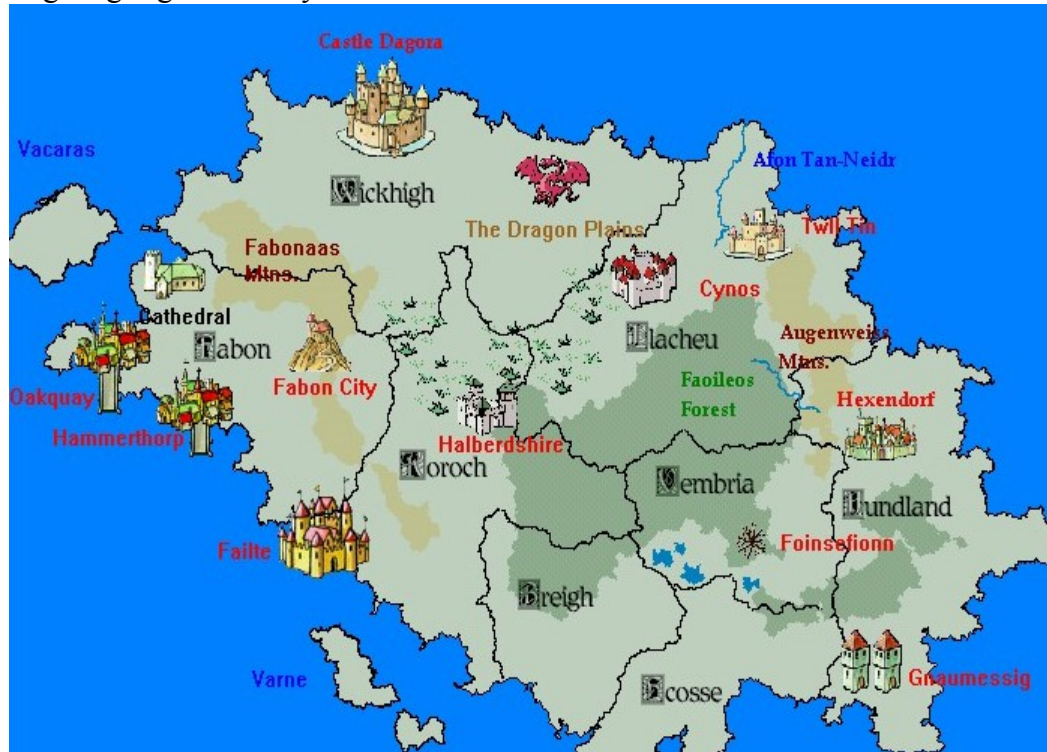 Castle Dagora
Vacaras
Afon Tan-Neidr
Wickhigh
The Dragon Plains
Twll Tin
Fabonaas
Mtns.
Cynos
Cathedral
Fabon
Llacheu
Augenweiss
Mtns.
Fabon City
Faoileos
Forest
Oakquay
Hexendorf
Hammerthorp
Halberdshire
Koroch
Vembria
Lundland
Failte
Foinsefionn
Breigh
Varne
Ecosse
Gnaumessig